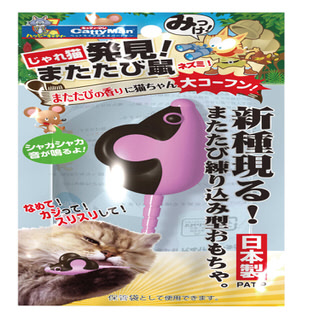 CattyMan
みっけ!
じゃれ猫
発見!
またたび鼠
ネズミ!
またたびの香りに猫ちゃん
大コーフン!
シャカシャカ
音が鳴るよ!
新種現る!
またたび練り込み型おもちゃ。
なめて!
カジって!
スリスリして!
日本製
PAT.P
保管袋として使用できます。